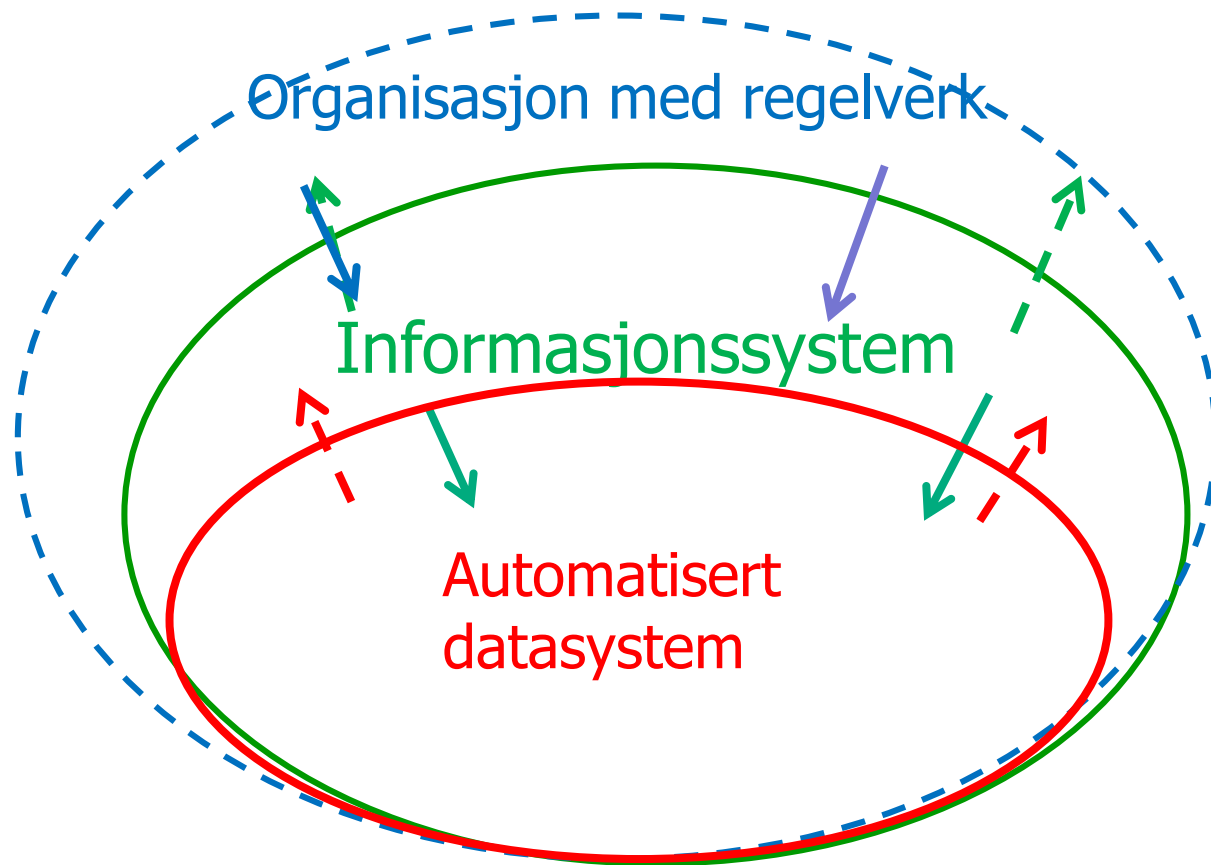 Organisasjon med regelverk
Informasjonssystem
Automatisert
datasystem